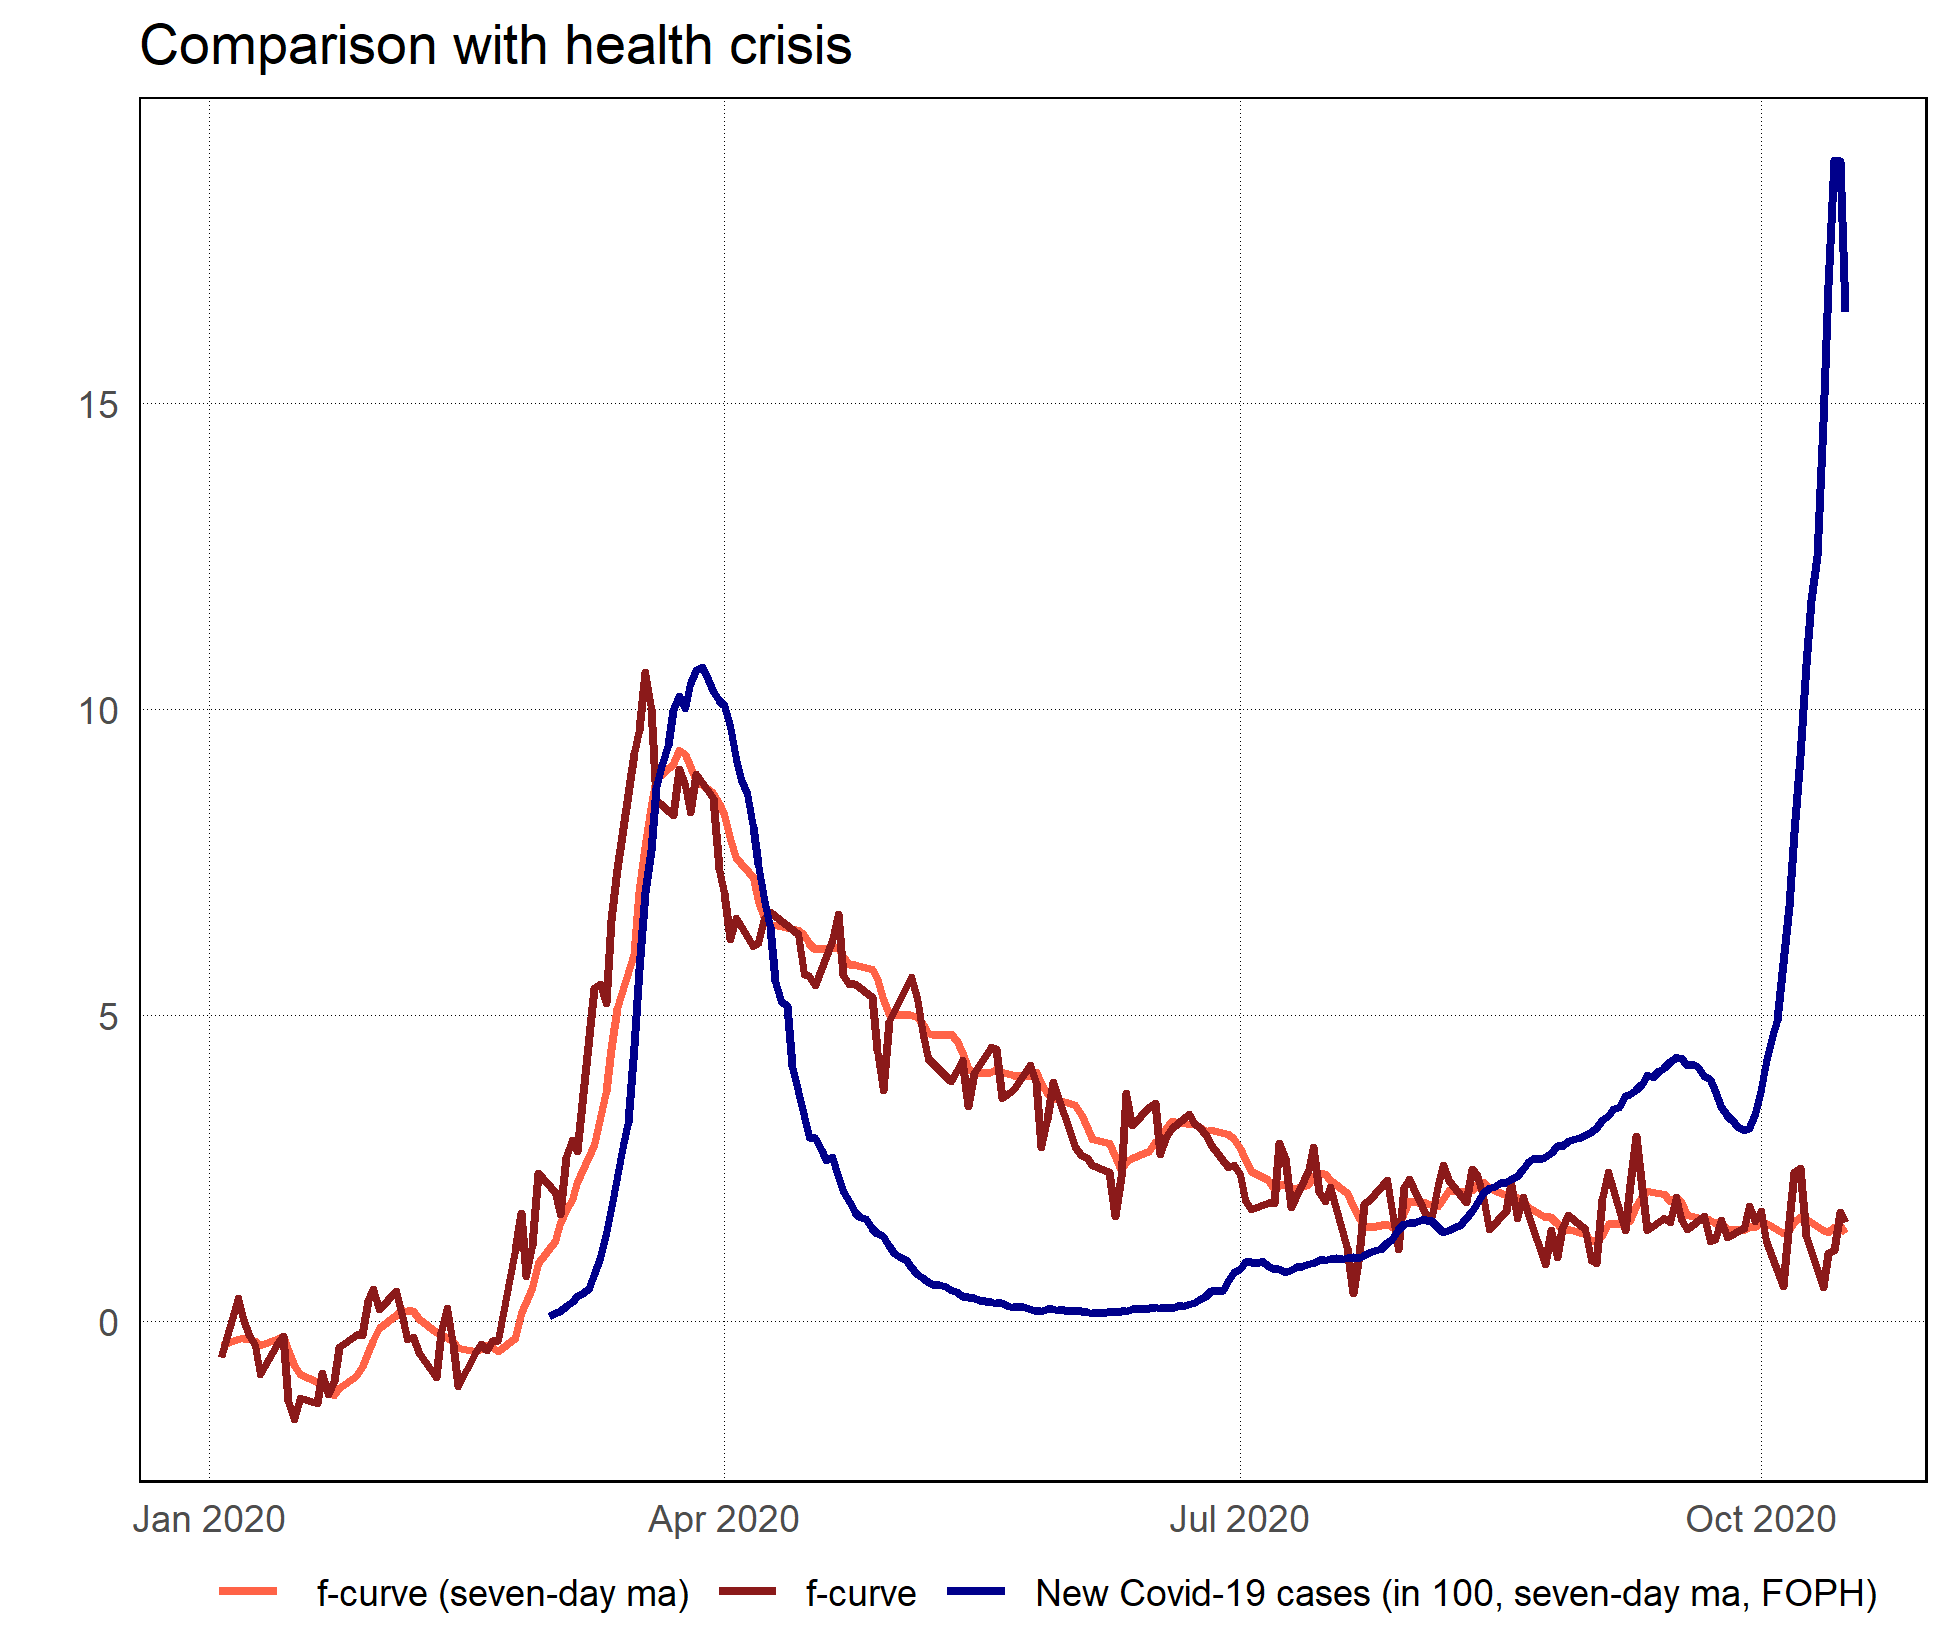 Comparison with health crisis
15
10
5
0
Jan 2020 Apr 2020 Jul 2020 Oct 2020
f-curve (seven-day ma) f-curve New Covid-19 cases (in 100, seven-day ma, FOPH)